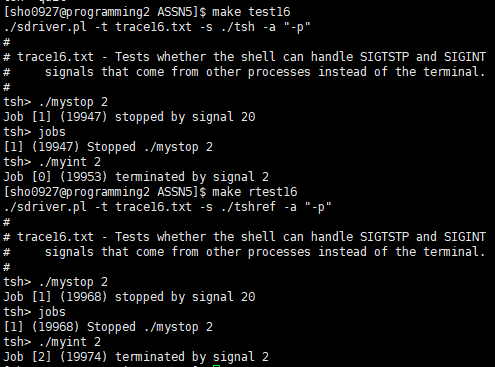 [sho0927@programming2 ASSN5]$ make test16
./sdriver.pl -t trace16.txt -s ./tsh -a "-p"
#
# trace16.txt - Tests whether the shell can handle SIGTSTP and SIGINT
#     signals that come from other processes instead of the terminal.
#
tsh> ./mystop 2
Job [1] (19947) stopped by signal 20
tsh> jobs
[1] (19947) Stopped ./mystop 2
tsh> ./myint 2
Job [0] (19953) terminated by signal 2
[sho0927@programming2 ASSN5]$ make rtest16
./sdriver.pl -t trace16.txt -s ./tshref -a "-p"
#
# trace16.txt - Tests whether the shell can handle SIGTSTP and SIGINT
#     signals that come from other processes instead of the terminal.
#
tsh> ./mystop 2
Job [1] (19968) stopped by signal 20
tsh> jobs
[1] (19968) Stopped ./mystop 2
tsh> ./myint 2
Job [2] (19974) terminated by signal 2